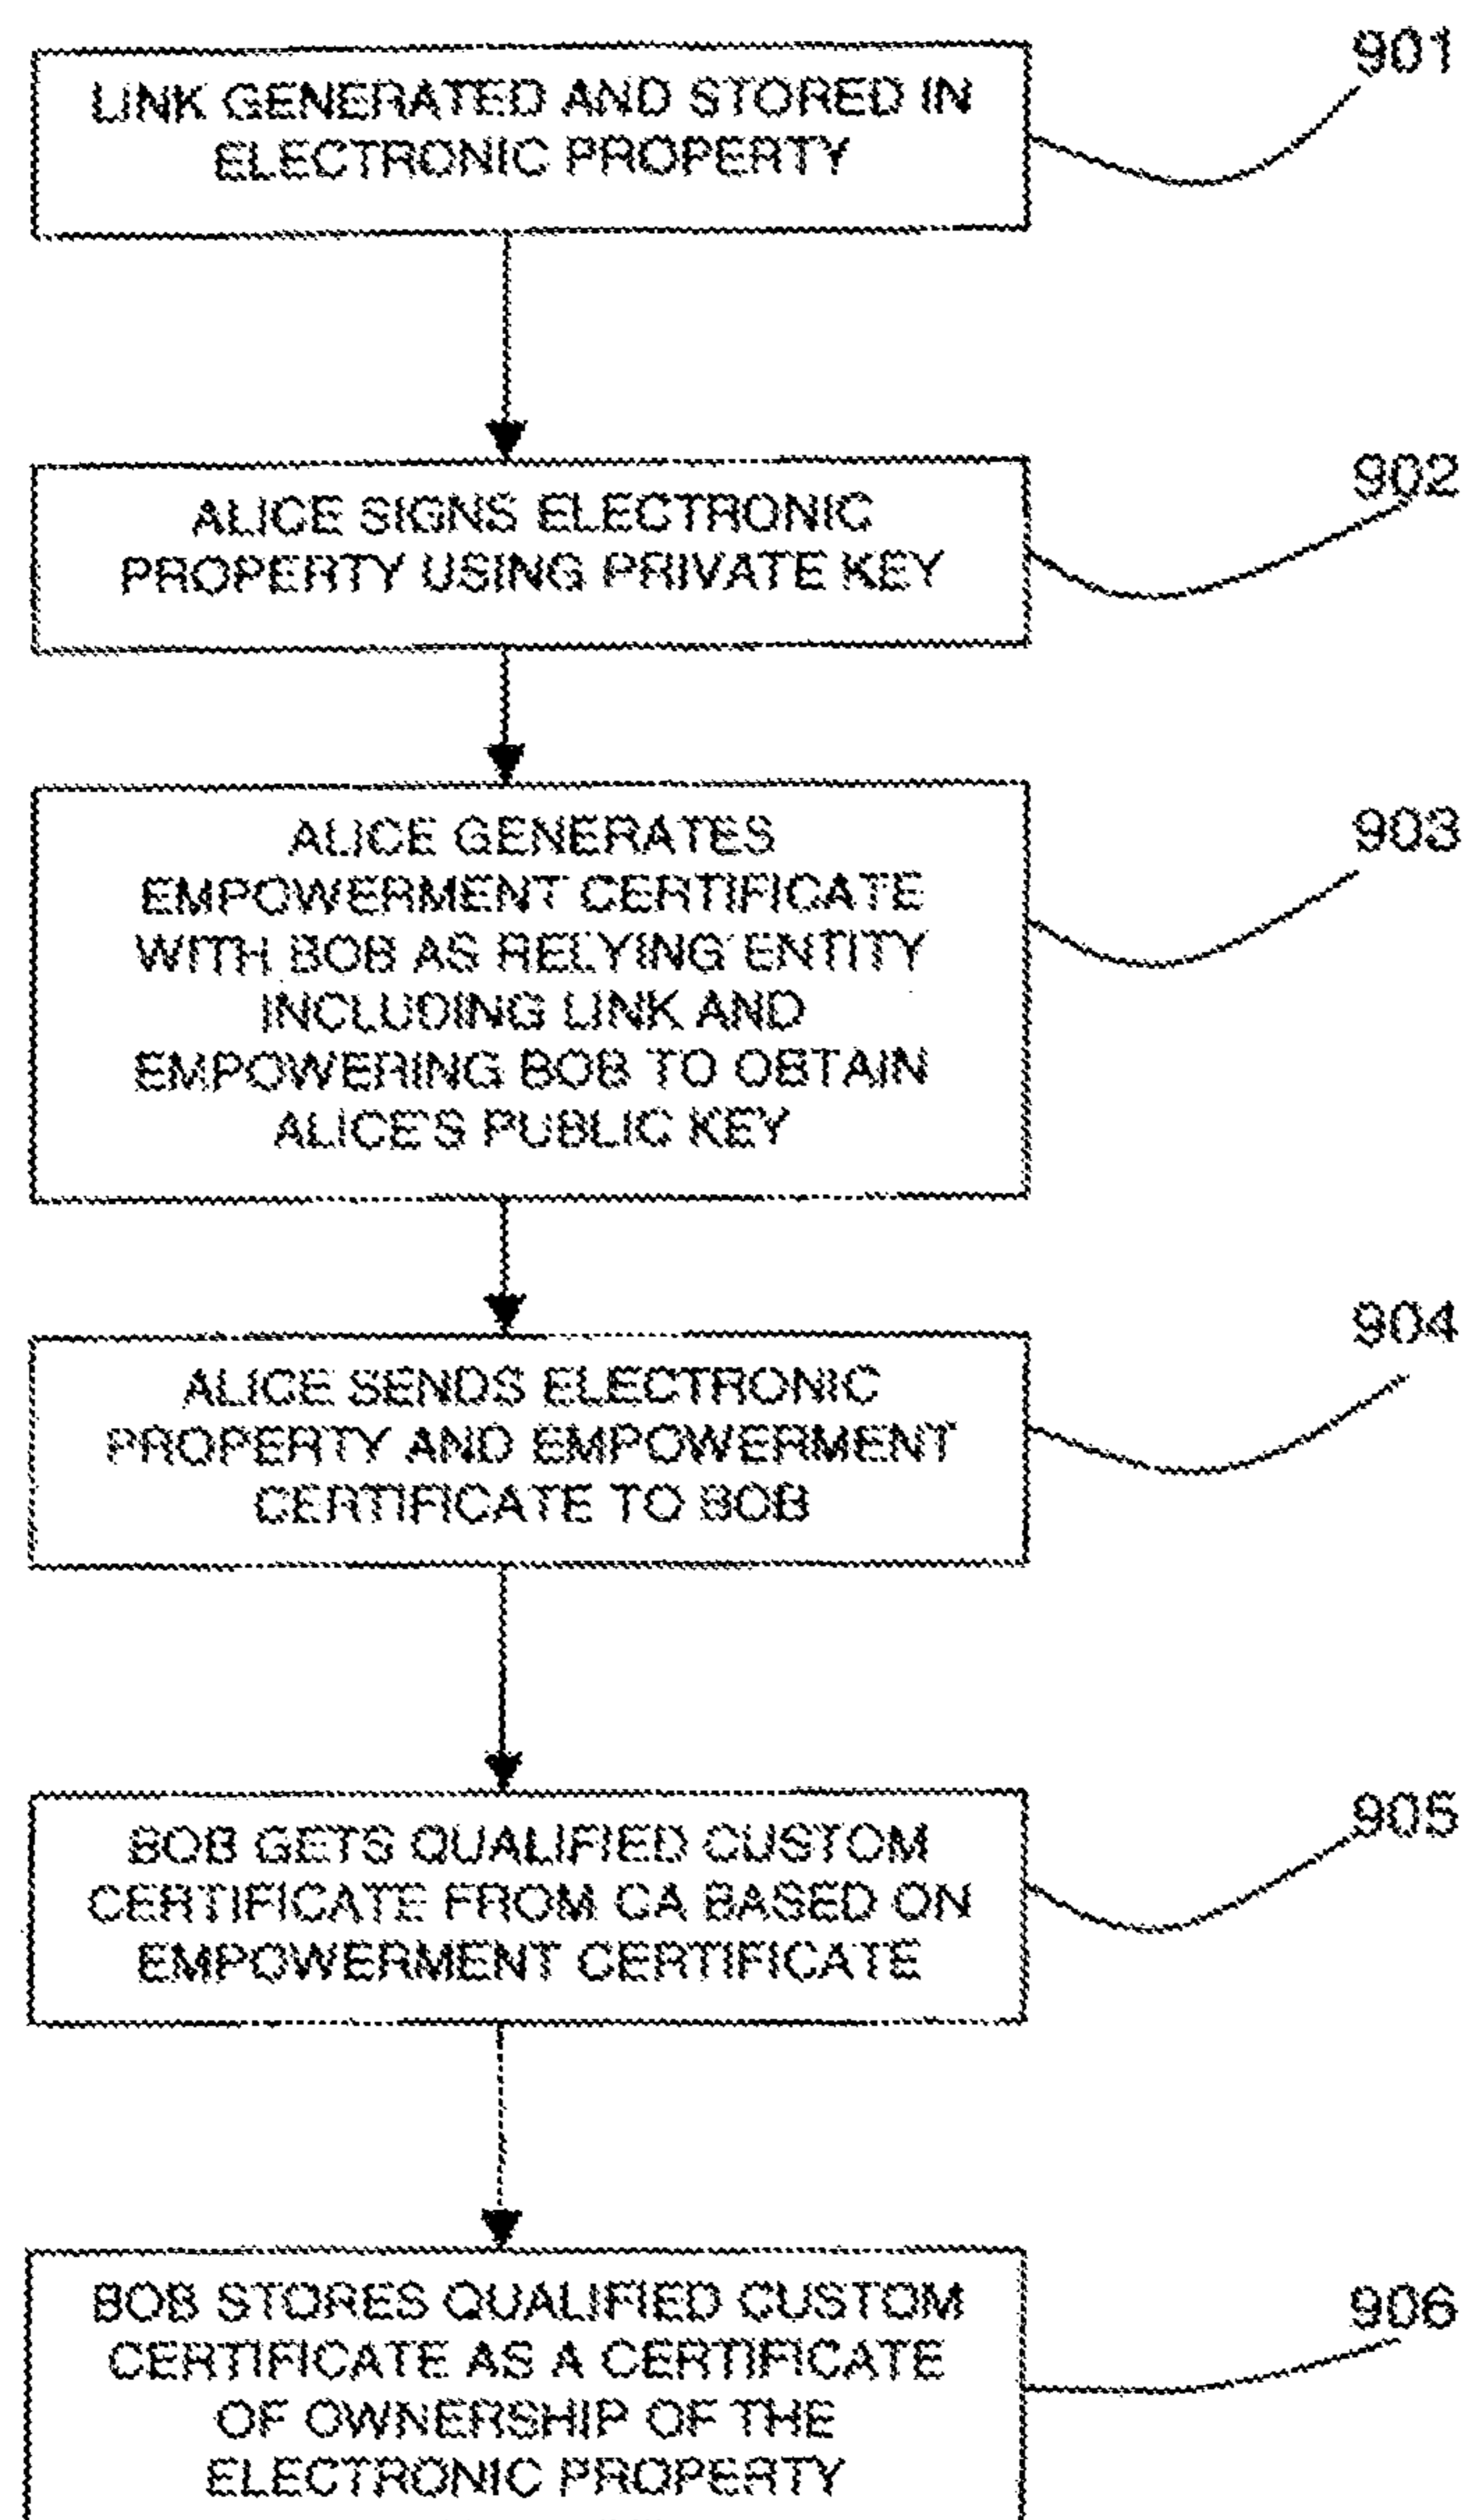 901
LINK GENERATED AND STORED IN
ELECTRONIC PROPERTY
902
ALICE SIGNS ELECTRONIC
PROPERTY USING PRIVATE KEY
903
ALICE GENERATES
EMPOWERMENT CERTIFICATE
WITH BOB AS RELYING ENTITY
INCLUDING LINK AND
EMPOWERING BOB TO OBTAIN
ALICE'S PUBLIC KEY
904
ALICE SENDS ELECTRONIC
PROPERTY AND EMPOWERMENT
CERTIFICATE TO BOB
905
BOB GETS QUALIFIED CUSTOM
CERTIFICATE FROM CA BASED ON
EMPOWERMENT CERTIFICATE
906
BOB STORES QUALIFIED CUSTOM
CERTIFICATE AS A CERTIFICATE
OF OWNERSHIP OF THE
ELECTRONIC PROPERTY